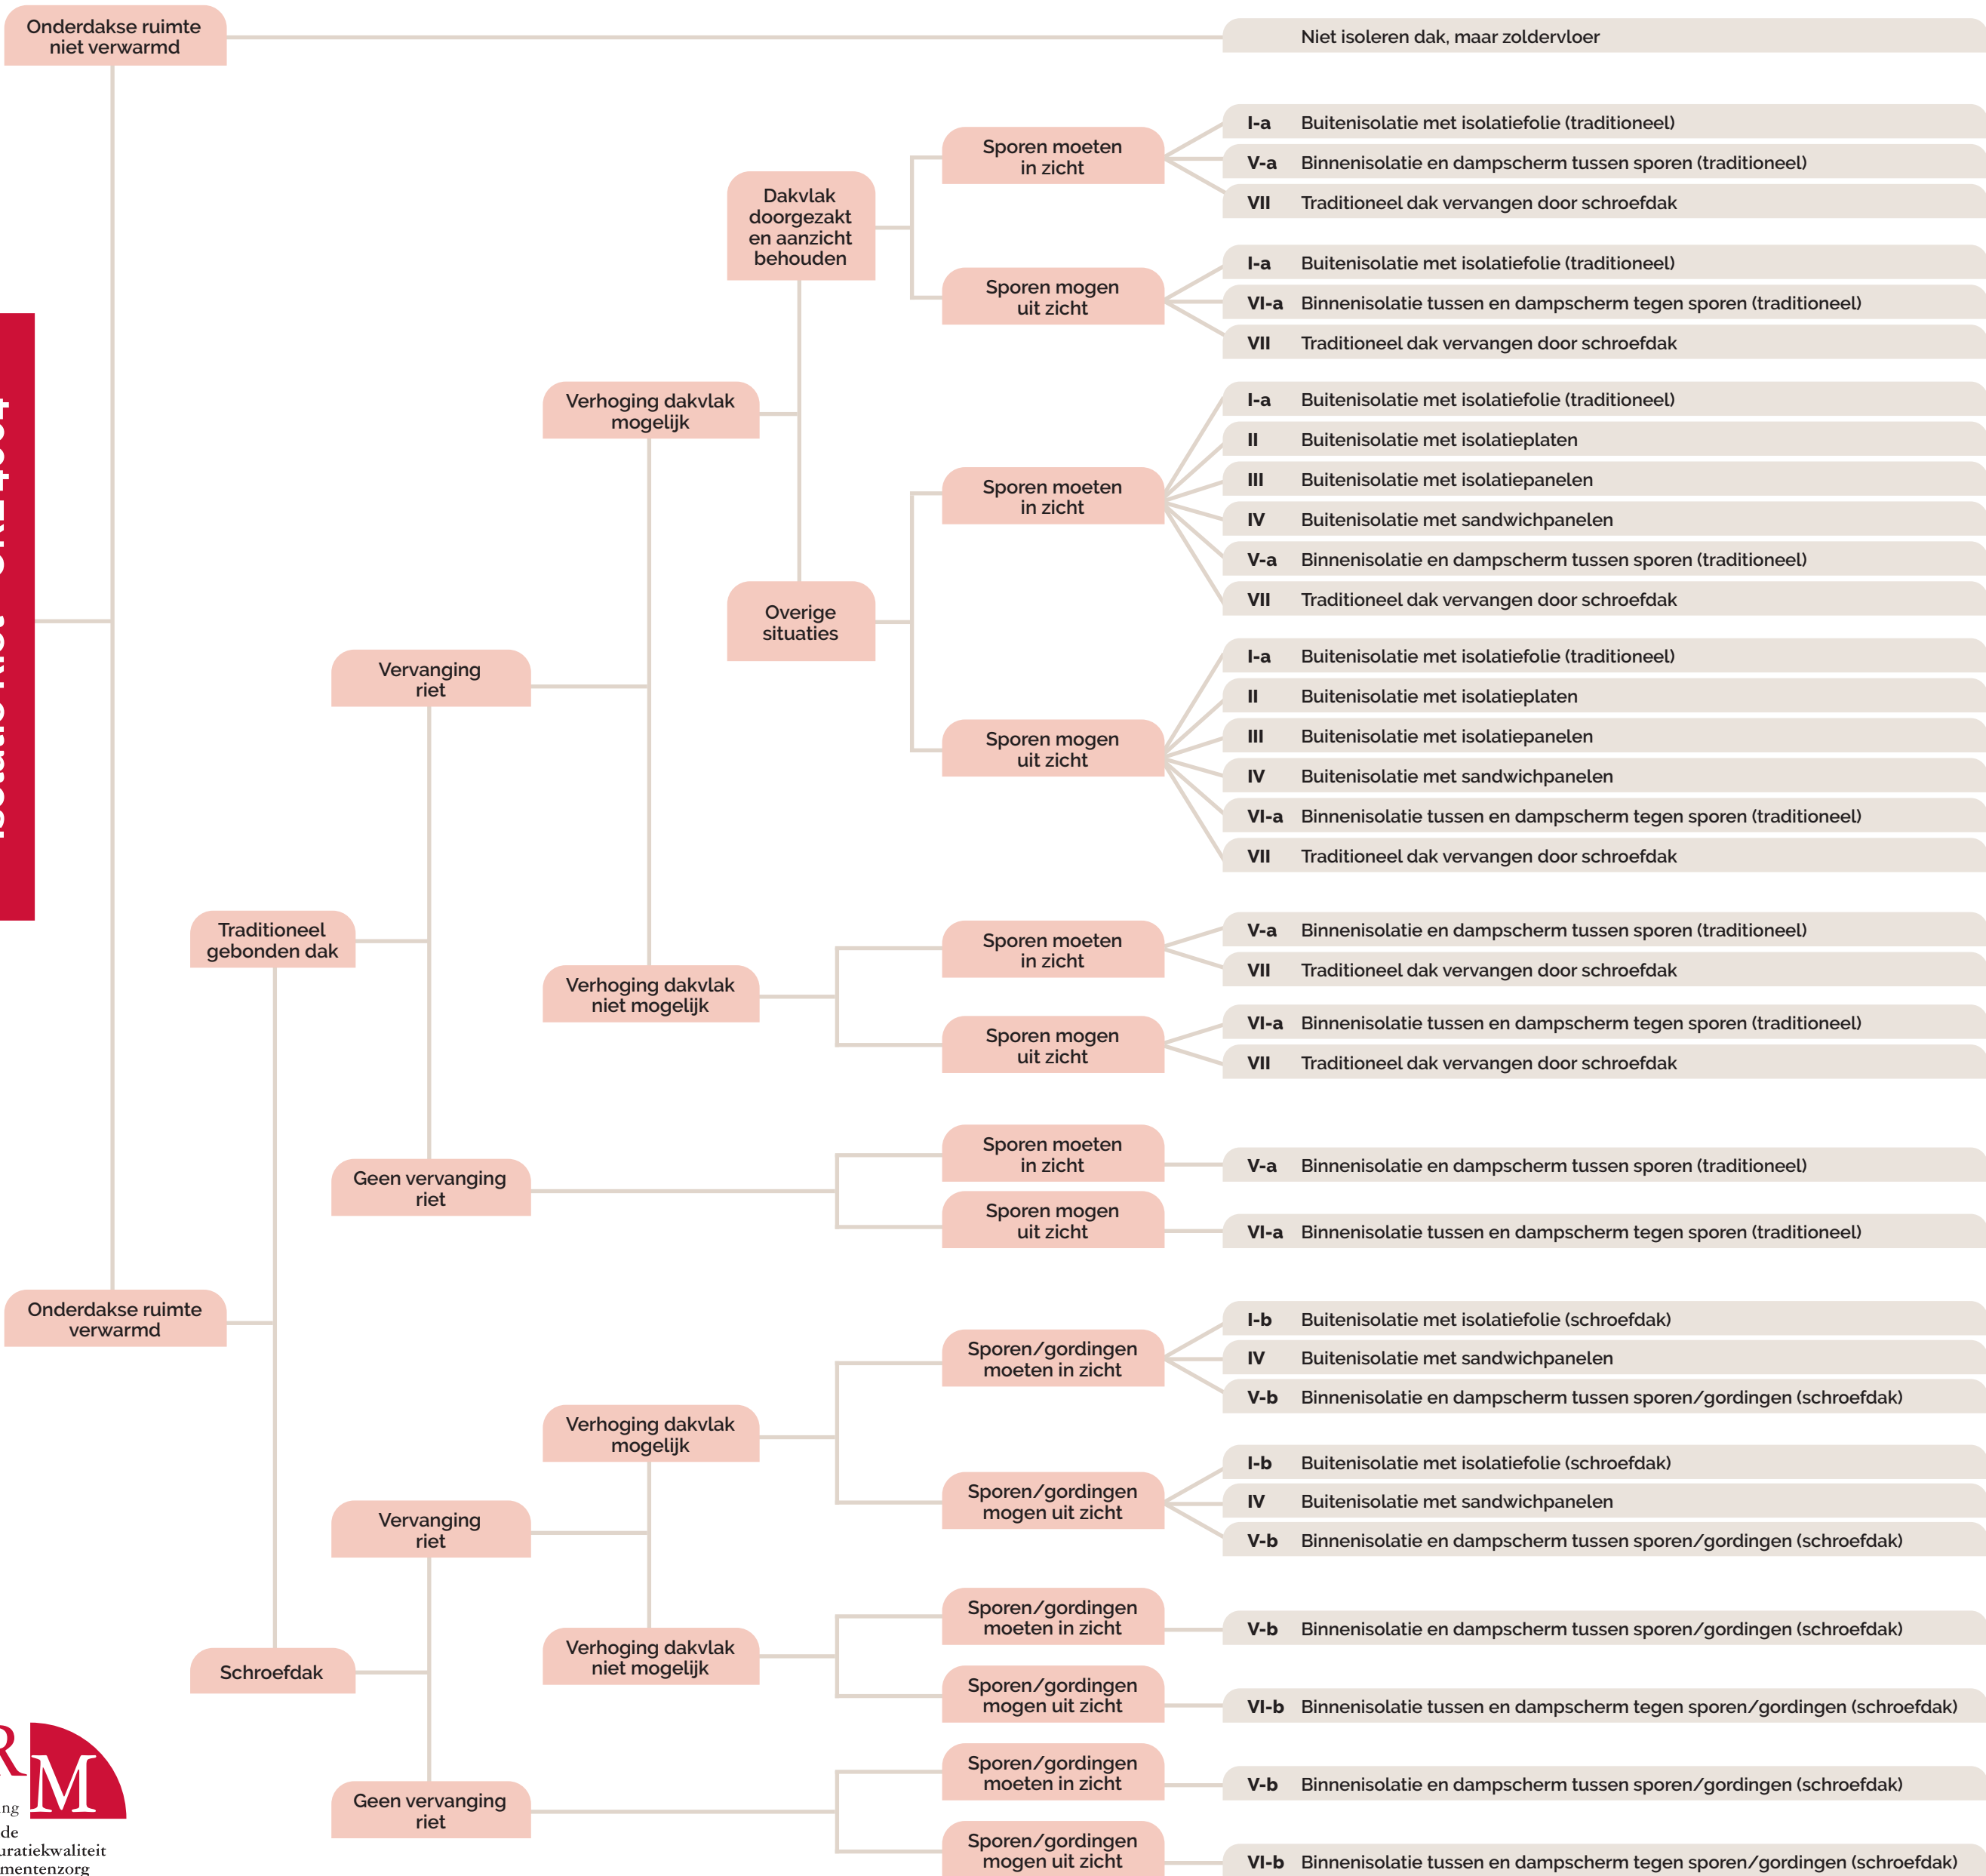 Onderdakse ruimte
niet verwarmd
Niet isoleren dak, maar zoldervloer
Dakvlak
doorgezakt
en aanzicht
behouden
Sporen moeten
in zicht
I-a Buitenisolatie met isolatiefolie (traditioneel)
V-a Binnenisolatie en dampscherm tussen sporen (traditioneel)
VII Traditioneel dak vervangen door schroefdak
Sporen mogen
uit zicht
I-a Buitenisolatie met isolatiefolie (traditioneel)
VI-a Binnenisolatie tussen en dampscherm tegen sporen (traditioneel)
VII Traditioneel dak vervangen door schroefdak
Verhoging dakvlak
mogelijk
Overige
situaties
Sporen moeten
in zicht
I-a Buitenisolatie met isolatiefolie (traditioneel)
II Buitenisolatie met isolatieplaten
III Buitenisolatie met isolatiepanelen
IV Buitenisolatie met sandwichpanelen
V-a Binnenisolatie en dampscherm tussen sporen (traditioneel)
VII Traditioneel dak vervangen door schroefdak
Vervanging
riet
Sporen mogen
uit zicht
I-a Buitenisolatie met isolatiefolie (traditioneel)
II Buitenisolatie met isolatieplaten
III Buitenisolatie met isolatiepanelen
IV Buitenisolatie met sandwichpanelen
VI-a Binnenisolatie tussen en dampscherm tegen sporen (traditioneel)
VII Traditioneel dak vervangen door schroefdak
Traditioneel
gebonden dak
Verhoging dakvlak
niet mogelijk
Sporen moeten
in zicht
V-a Binnenisolatie en dampscherm tussen sporen (traditioneel)
VII Traditioneel dak vervangen door schroefdak
Sporen mogen
uit zicht
VI-a Binnenisolatie tussen en dampscherm tegen sporen (traditioneel)
VII Traditioneel dak vervangen door schroefdak
Geen vervanging
riet
Sporen moeten
in zicht
V-a Binnenisolatie en dampscherm tussen sporen (traditioneel)
Sporen mogen
uit zicht
VI-a Binnenisolatie tussen en dampscherm tegen sporen (traditioneel)
Onderdakse ruimte
verwarmd
Verhoging dakvlak
mogelijk
Sporen/gordingen
moeten in zicht
I-b Buitenisolatie met isolatiefolie (schroefdak)
IV Buitenisolatie met sandwichpanelen
V-b Binnenisolatie en dampscherm tussen sporen/gordingen (schroefdak)
Sporen/gordingen
mogen uit zicht
I-b Buitenisolatie met isolatiefolie (schroefdak)
IV Buitenisolatie met sandwichpanelen
V-b Binnenisolatie en dampscherm tussen sporen/gordingen (schroefdak)
Vervanging
riet
Verhoging dakvlak
niet mogelijk
Sporen/gordingen
moeten in zicht
V-b Binnenisolatie en dampscherm tussen sporen/gordingen (schroefdak)
Sporen/gordingen
mogen uit zicht
VI-b Binnenisolatie tussen en dampscherm tegen sporen/gordingen (schroefdak)
Schroefdak
Geen vervanging
riet
Sporen/gordingen
moeten in zicht
V-b Binnenisolatie en dampscherm tussen sporen/gordingen (schroefdak)
Sporen/gordingen
mogen uit zicht
VI-b Binnenisolatie tussen en dampscherm tegen sporen/gordingen (schroefdak)
R M
ng
de
uratiekwaliteit
mentenzorg